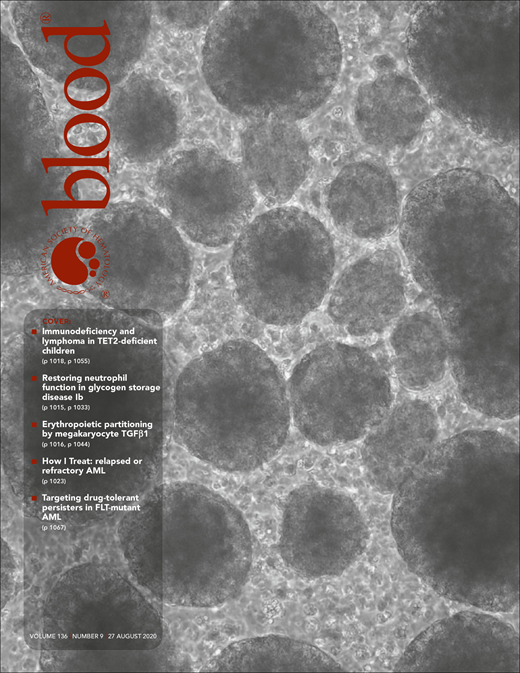 blood®
AMERICAN SOCIETY OF HEMATOLOGY ®
COVER:
Immunodeficiency and
lymphoma in TET2-deficient
children
(p 1018, p 1055)
Restoring neutrophil
function in glycogen storage
disease Ib
(p 1015, p 1033)
Erythropoietic partitioning
by megakaryocyte TGFβ1
(p 1016, p 1044)
How I Treat: relapsed or
refractory AML
(p 1023)
Targeting drug-tolerant
persisters in FLT-mutant
AML
(p 1067)
VOLUME 136 NUMBER 9 27 AUGUST 2020